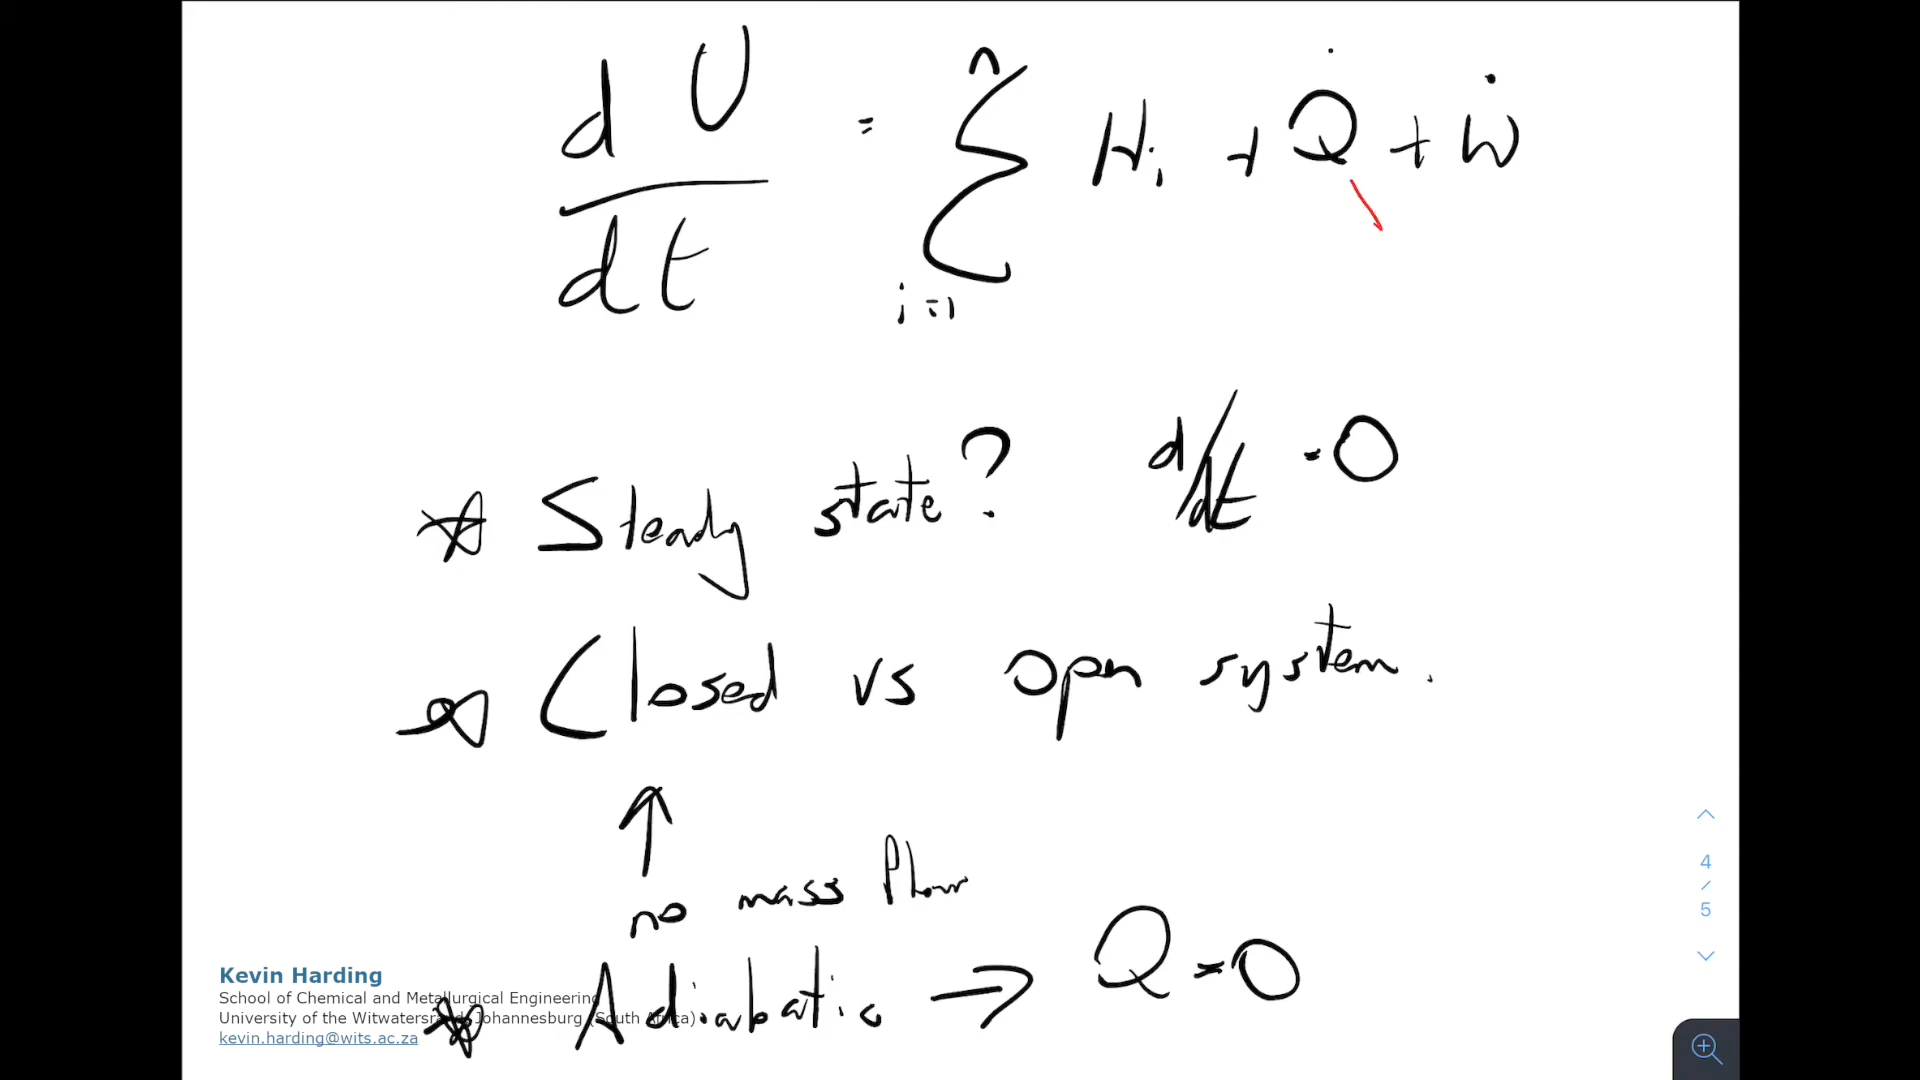 dU/dt = n Σ i=1 Hi + Q̇ + Ẇ
* Steady state? d/dt = 0
* Closed vs open system.
↑
no mass flow
* Adiabatic → Q = 0
4
/
5
Kevin Harding
School of Chemical and Metallurgical Engineering
University of the Witwatersrand, Johannesburg (South Africa)
kevin.harding@wits.ac.za